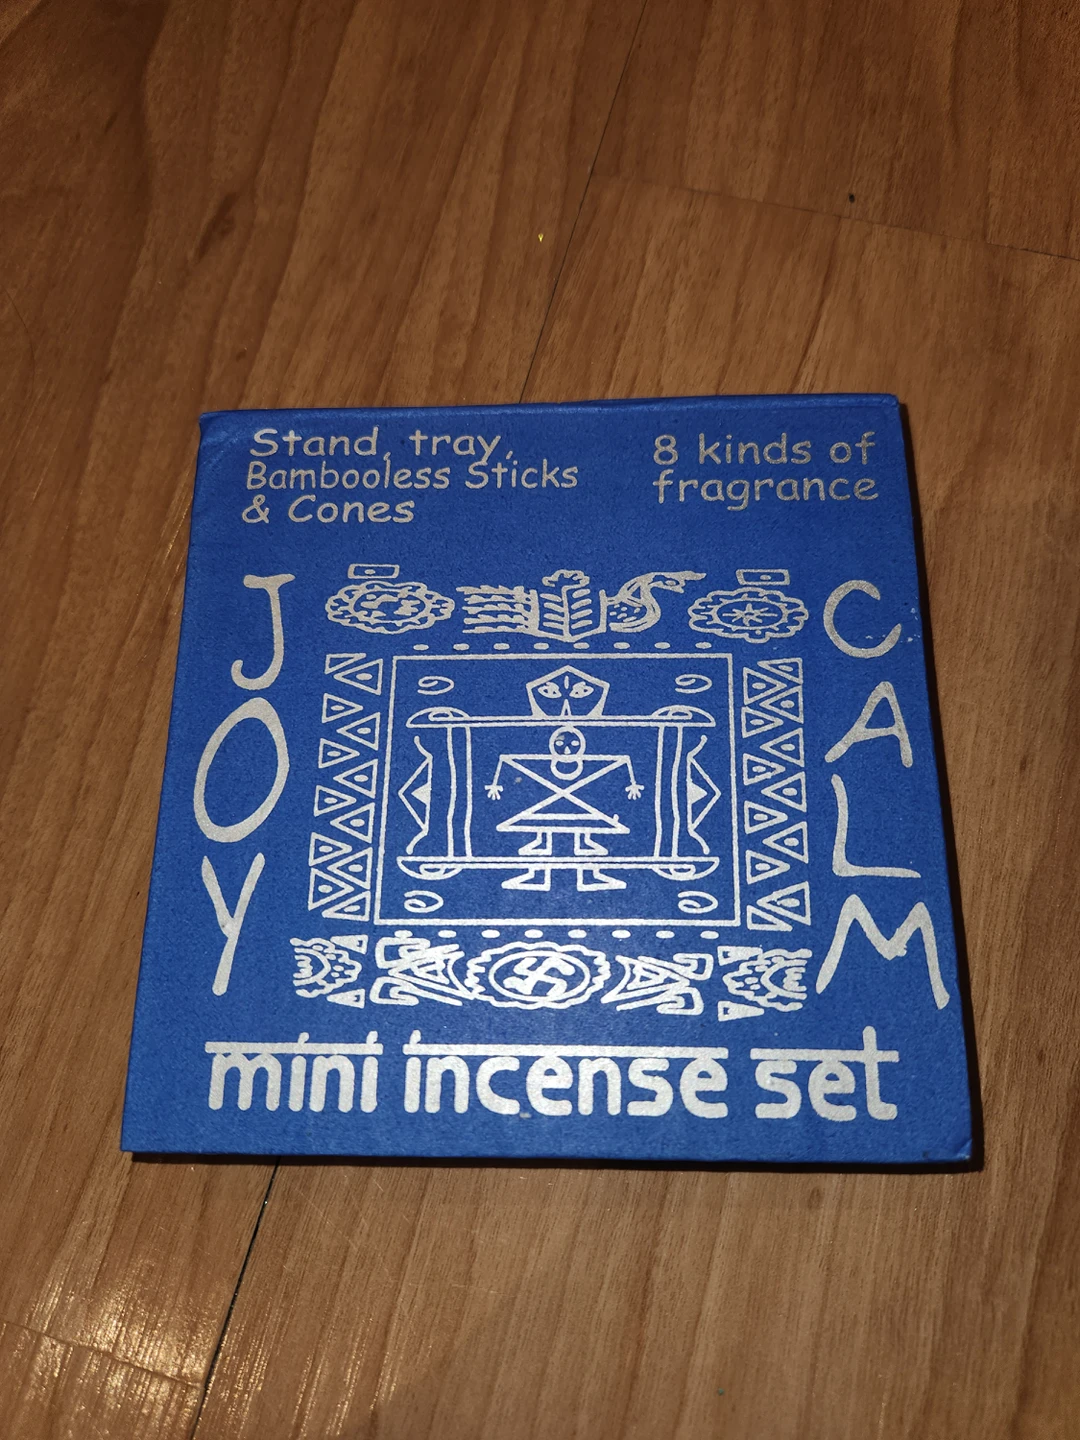 Stand, tray,
Bambooless Sticks
& Cones
8 kinds of
fragrance
JOY
CALM
mini incense set